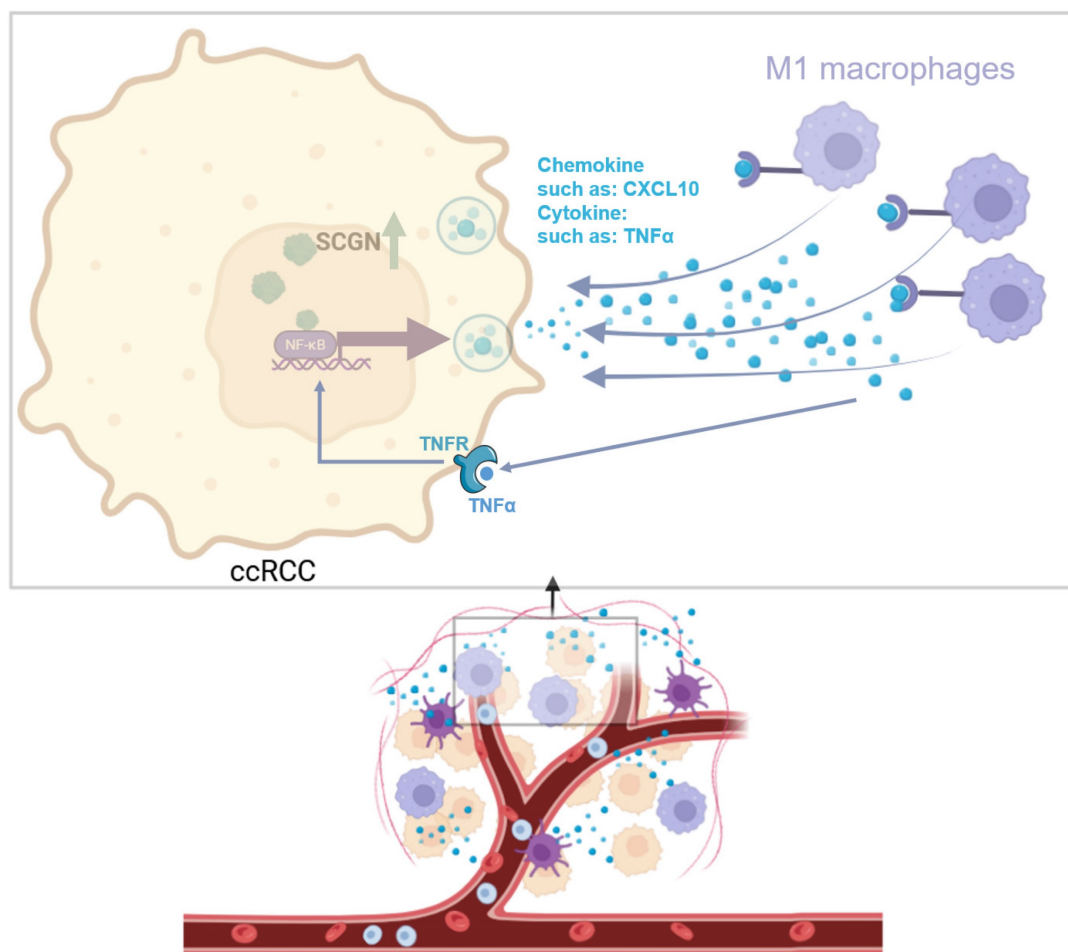 M1 macrophages
Chemokine
such as: CXCL10
Cytokine:
such as: TNFα
SCGN
NF-κB
TNFR
TNFα
ccRCC